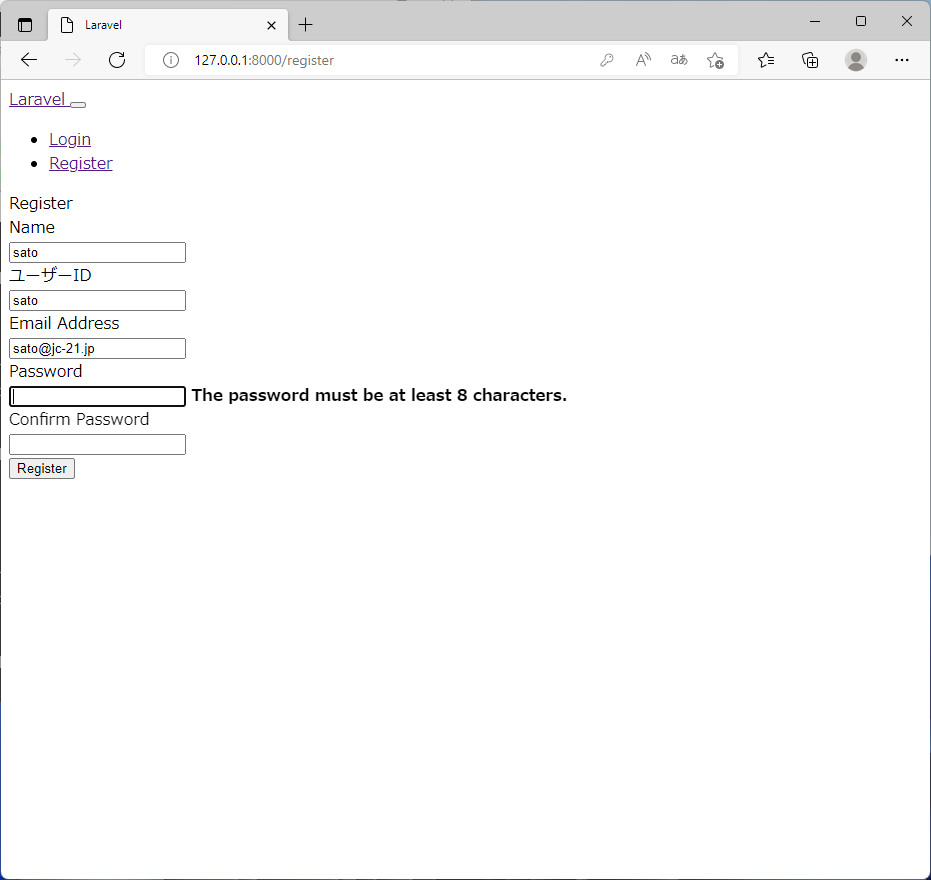 Laravel
127.0.0.1:8000/register
Laravel
Login
Register
Register
Name
sato
ユーザーID
sato
Email Address
sato@jc-21.jp
Password
The password must be at least 8 characters.
Confirm Password
Register